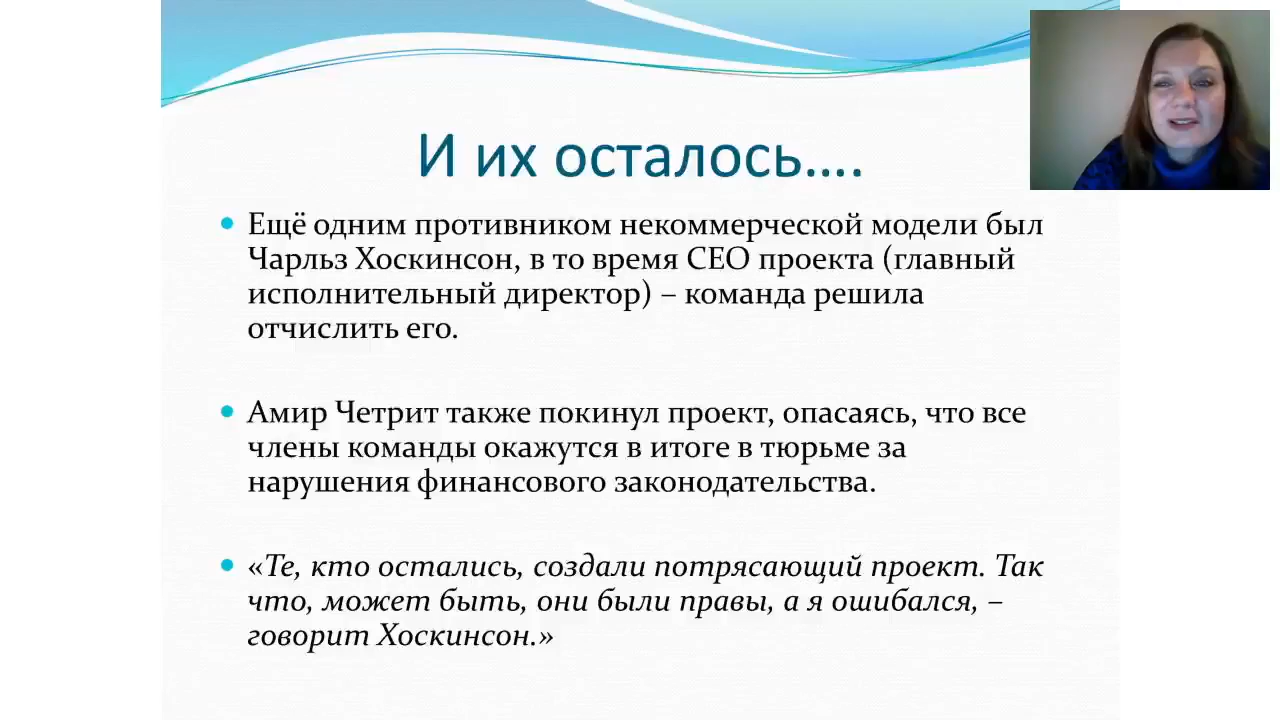 И их осталось….
Ещё одним противником некоммерческой модели был
Чарльз Хоскинсон, в то время СЕО проекта (главный
исполнительный директор) – команда решила
отчислить его.
Амир Четрит также покинул проект, опасаясь, что все
члены команды окажутся в итоге в тюрьме за
нарушения финансового законодательства.
«Те, кто остались, создали потрясающий проект. Так
что, может быть, они были правы, а я ошибался, –
говорит Хоскинсон.»